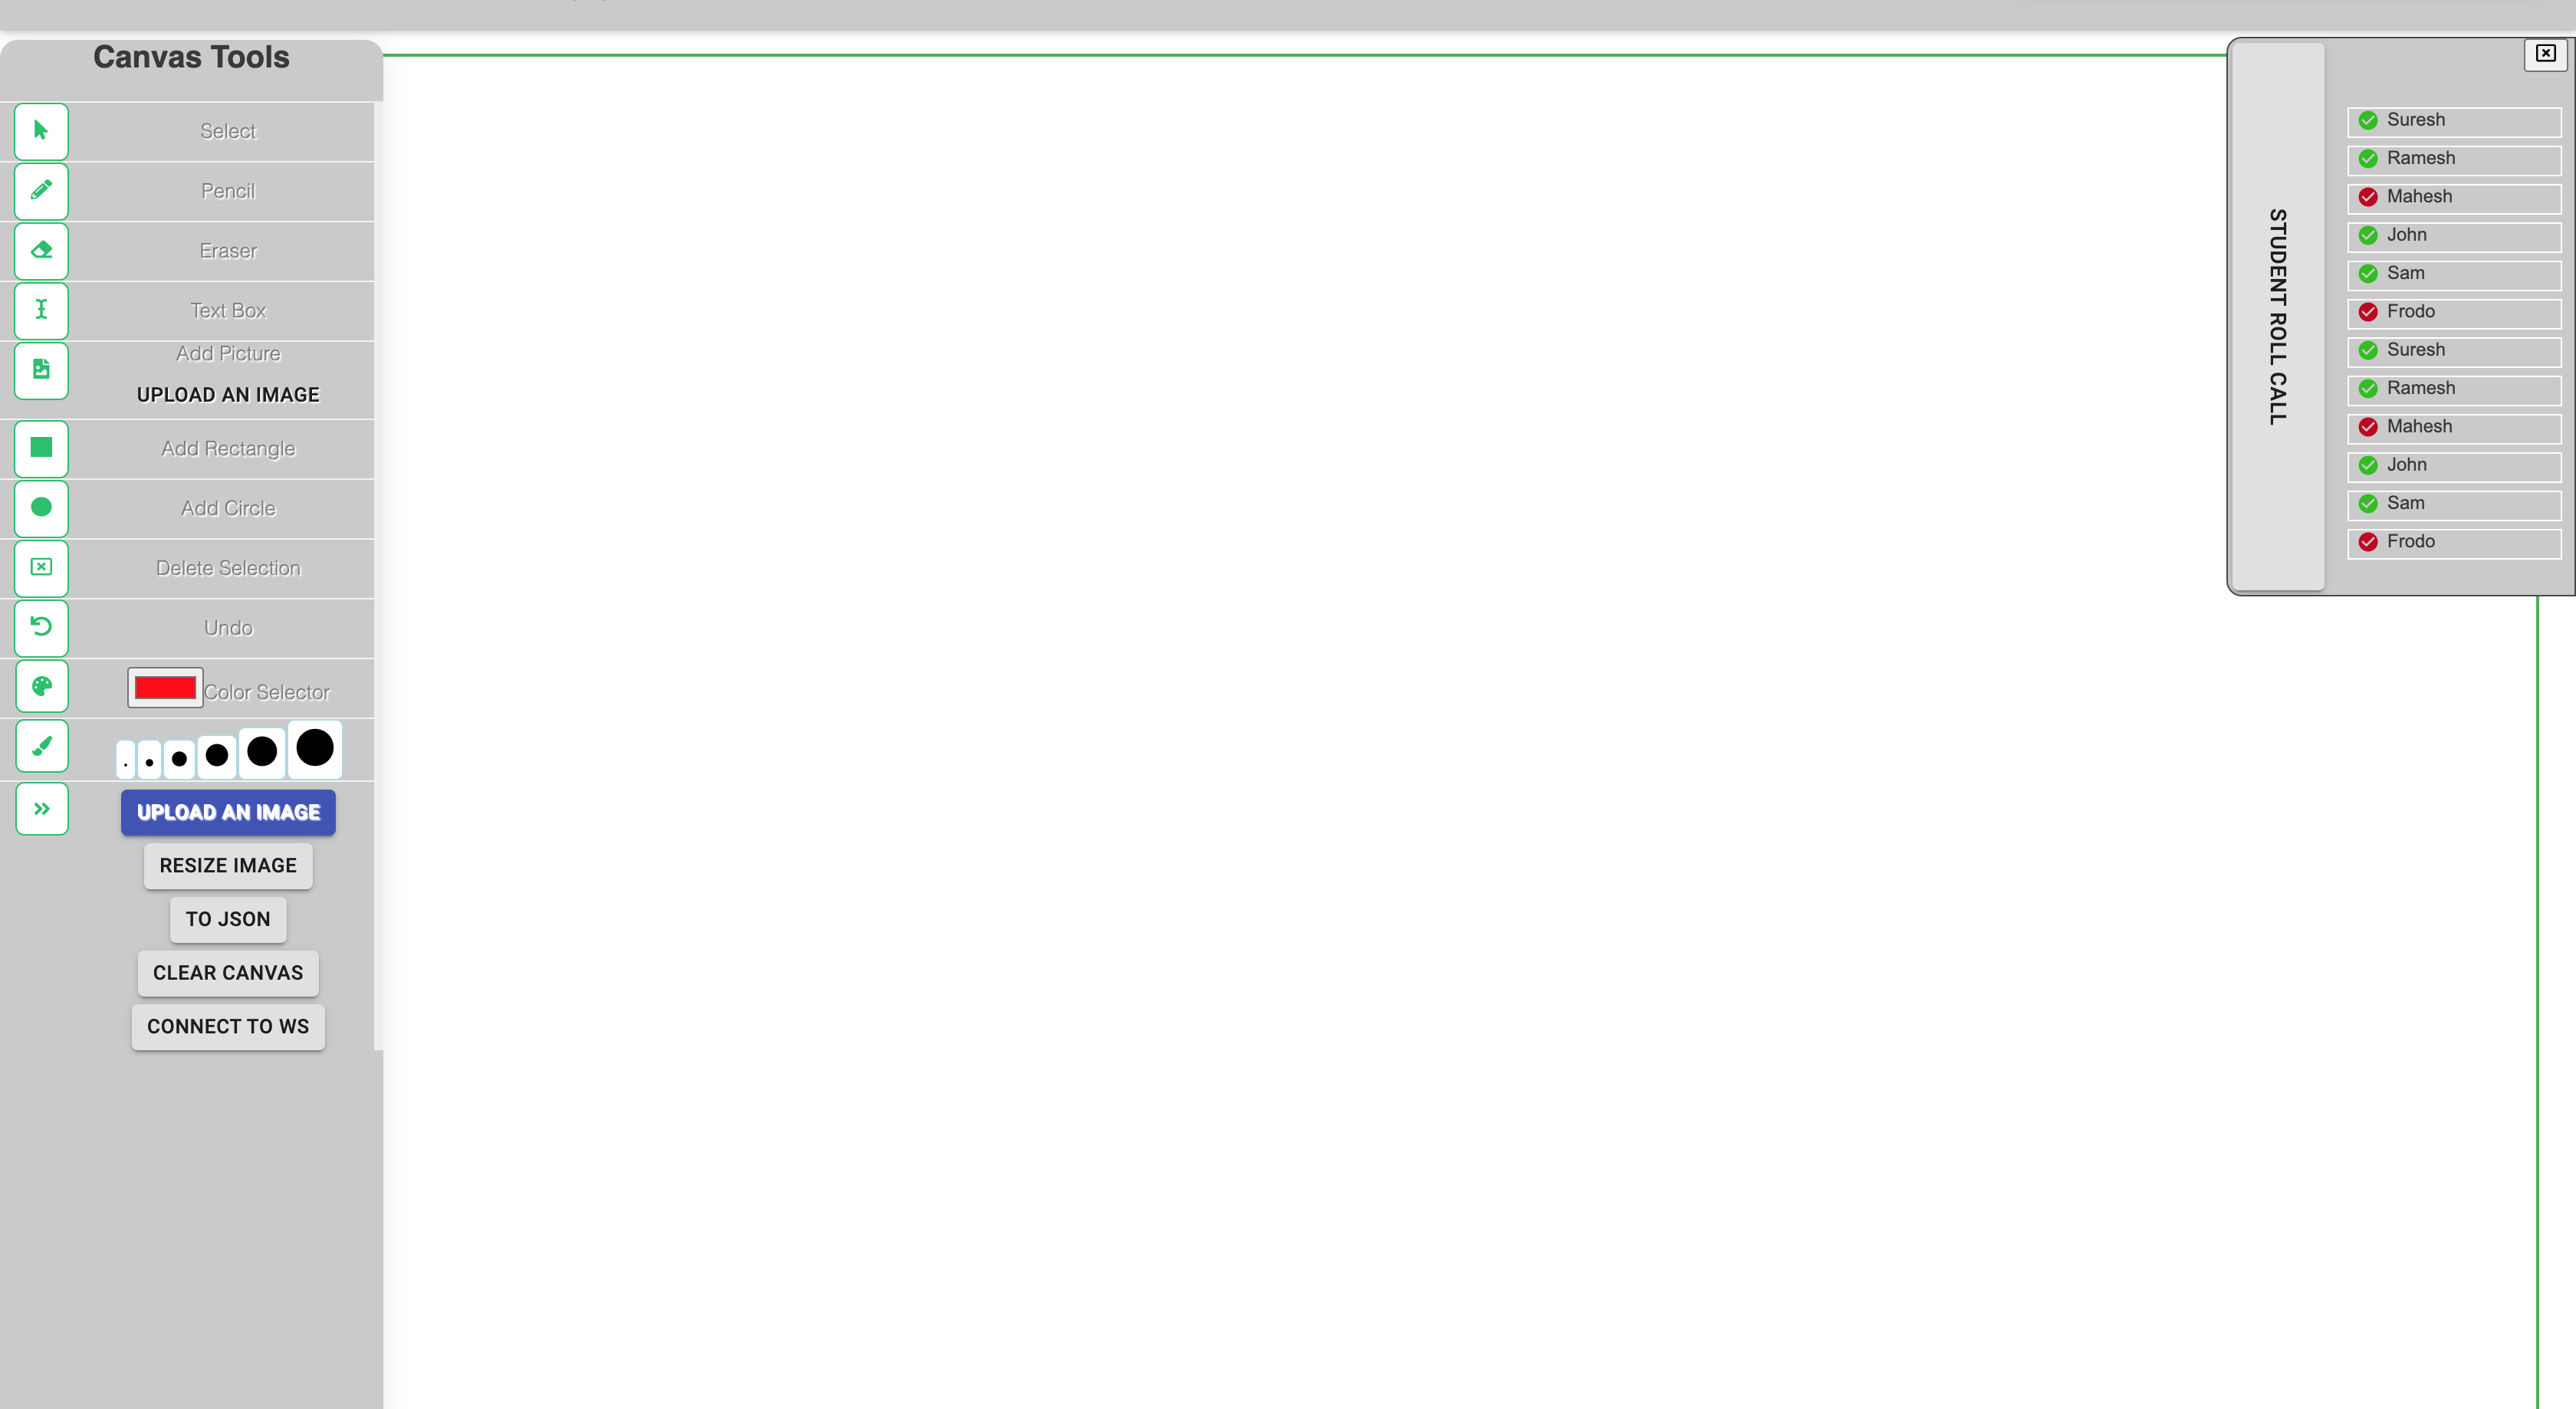 Canvas Tools
Select
Pencil
Eraser
Text Box
Add Picture
UPLOAD AN IMAGE
Add Rectangle
Add Circle
Delete Selection
Undo
Color Selector
UPLOAD AN IMAGE
RESIZE IMAGE
TO JSON
CLEAR CANVAS
CONNECT TO WS
STUDENT ROLL CALL
Suresh
Ramesh
Mahesh
John
Sam
Frodo
Suresh
Ramesh
Mahesh
John
Sam
Frodo